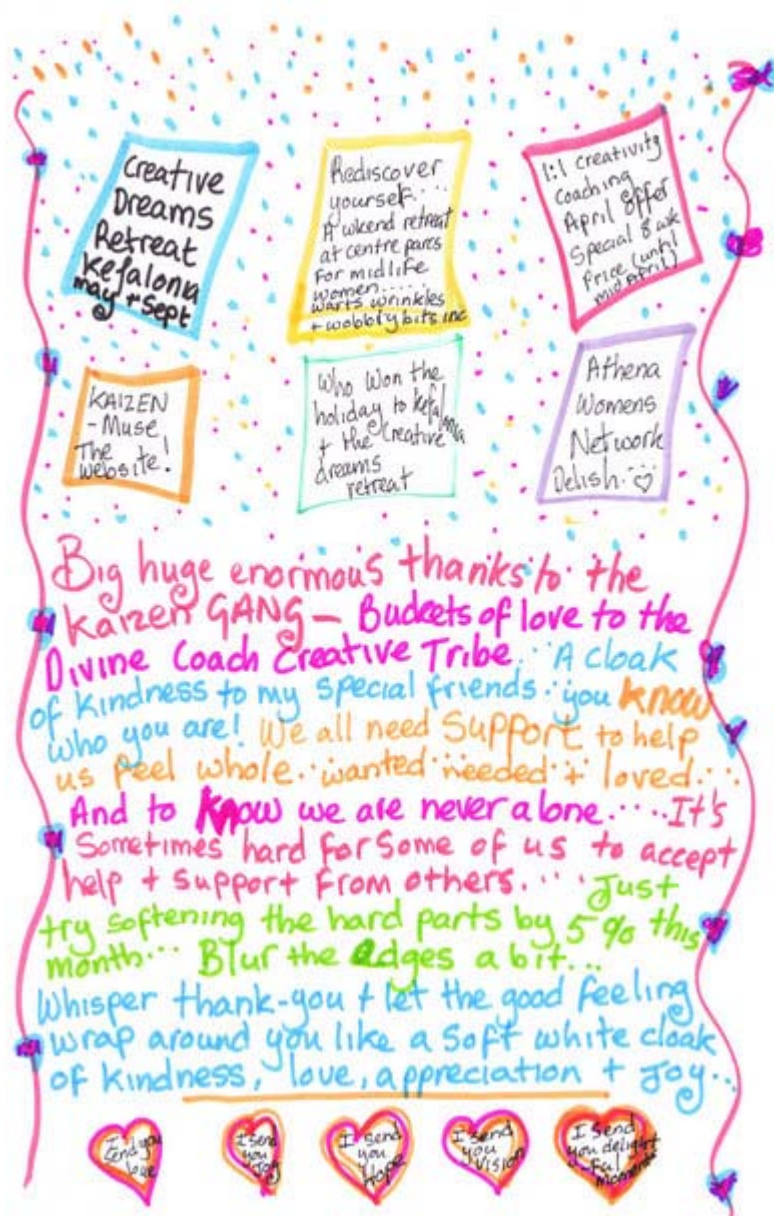 Creative
Dreams
Retreat
Kefalonia
may + Sept
Rediscover
yourself....
A wkend retreat
at centre parcs
For midlife
women.....
warts wrinkles
+ wobbly bits inc
1:1 creativity
Coaching
April Offer
Special 8 wk
Price (until
mid April)
KAIZEN
- Muse
The
website!
Who Won the
holiday to Kefalonia
+ the Creative
dreams
retreat
Athena
Womens
Network
Delish...
Big huge enormous thanks to the
Kaizen GANG - Buckets of love to the
Divine Coach Creative Tribe... A cloak
of kindness to my special friends... you know
who you are! We all need Support to help
us feel whole... wanted needed + loved....
And to know we are never alone..... It's
Sometimes hard for Some of us to accept
help + Support from others.... Just
try softening the hard parts by 5% this
month... Blur the edges a bit...
Whisper thank-you + let the good feeling
wrap around you like a Soft white cloak
of kindness, love, appreciation + Joy...
I
Send you
love
I send
you
Joy
I send
you
Hope
I send
you
Vision
I send
you delight
-ful
moments